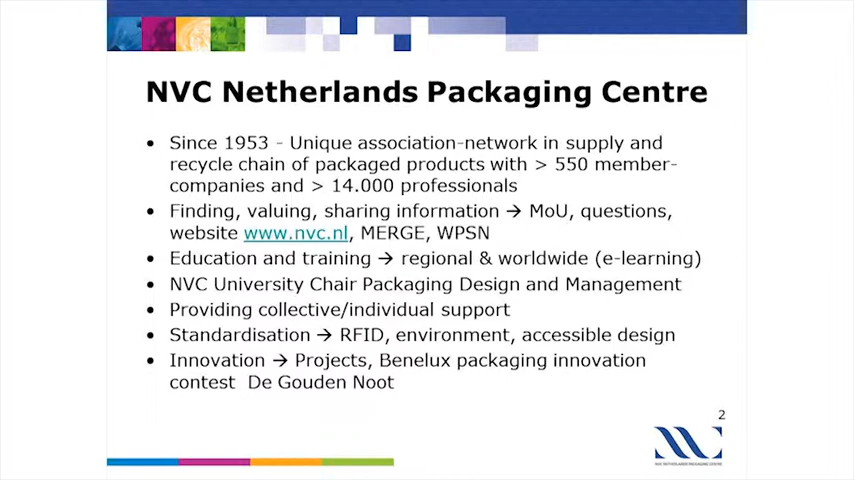 NVC Netherlands Packaging Centre
• Since 1953 - Unique association-network in supply and
recycle chain of packaged products with > 550 member-
companies and > 14.000 professionals
• Finding, valuing, sharing information → MoU, questions,
website www.nvc.nl, MERGE, WPSN
• Education and training → regional & worldwide (e-learning)
• NVC University Chair Packaging Design and Management
• Providing collective/individual support
• Standardisation → RFID, environment, accessible design
• Innovation → Projects, Benelux packaging innovation
contest De Gouden Noot
2
NVC NETHERLANDS PACKAGING CENTRE